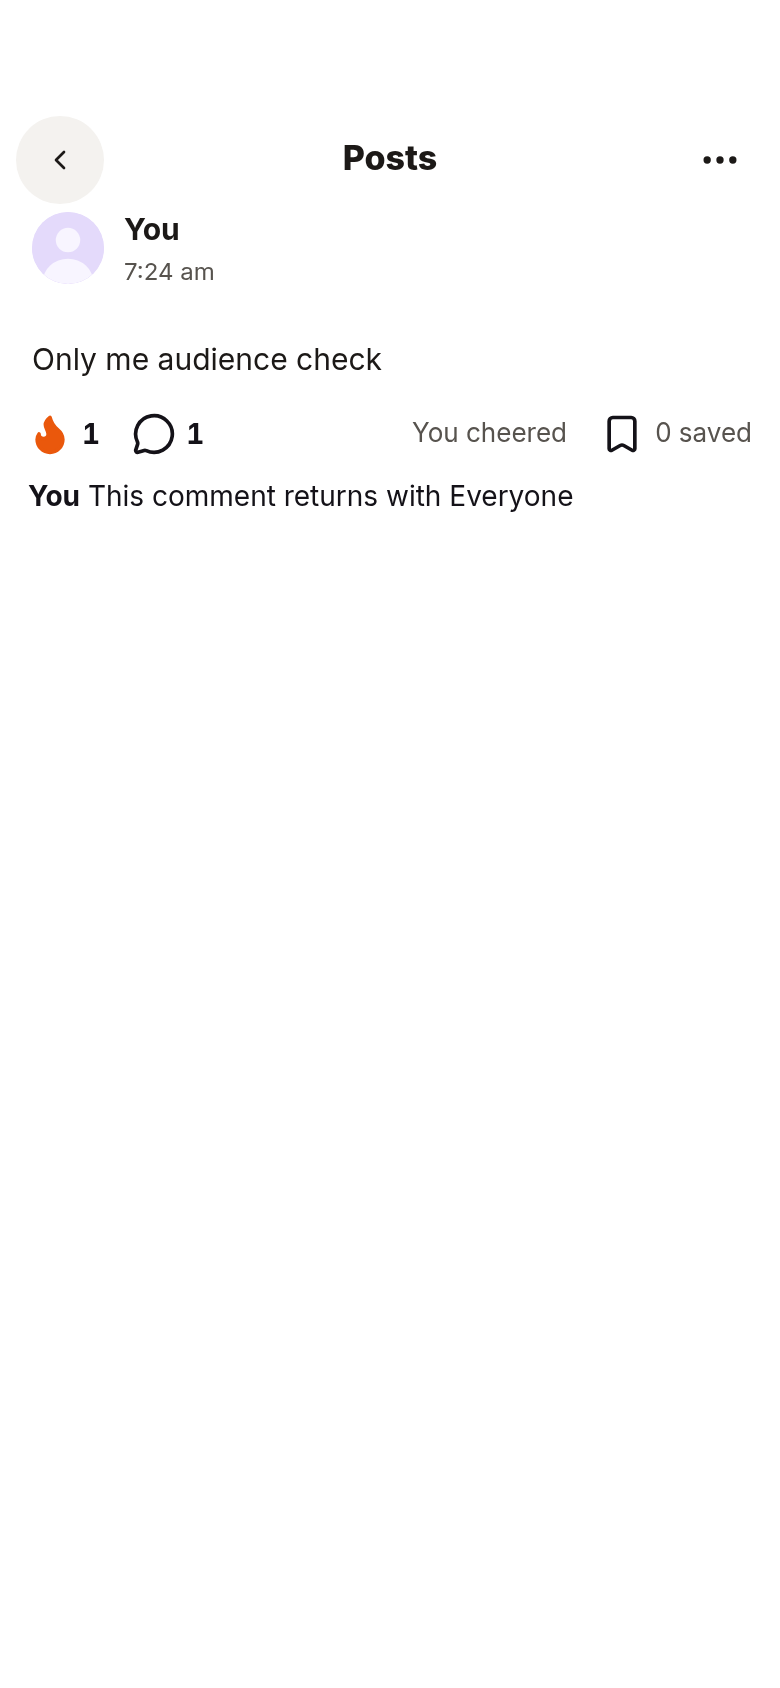 Posts
You
7:24 am
Only me audience check
1 1 You cheered 0 saved
You This comment returns with Everyone